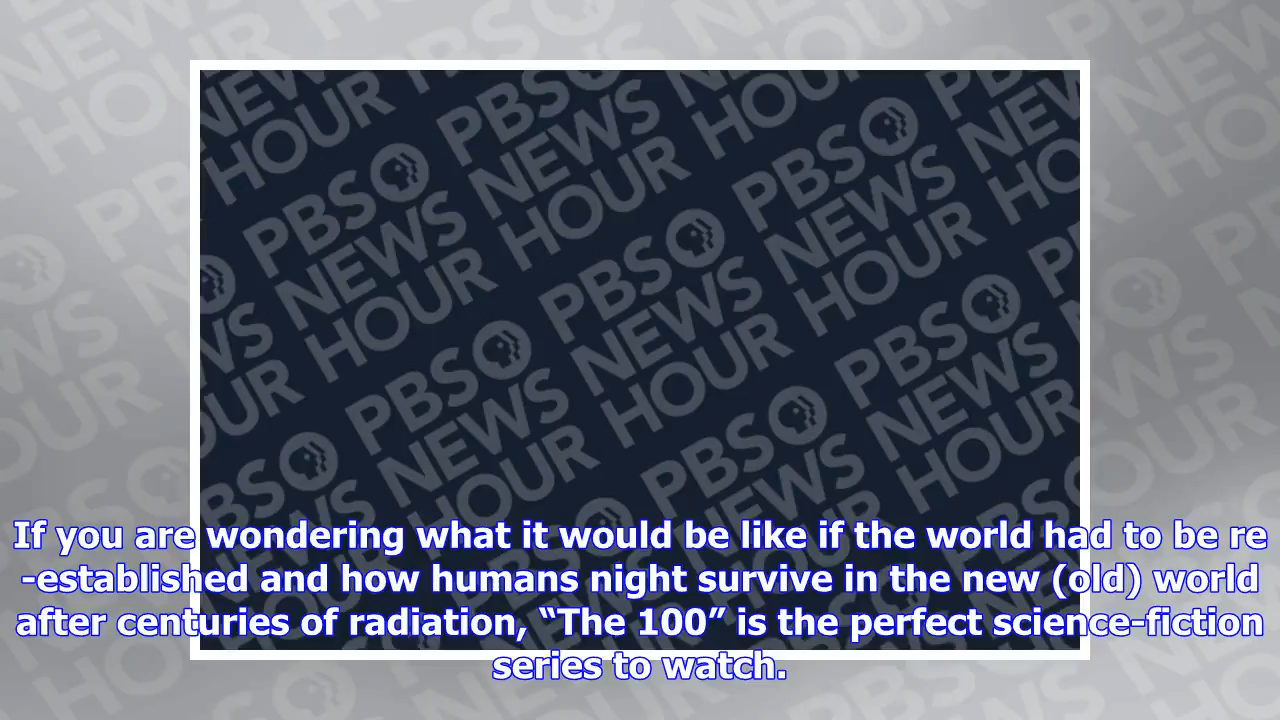 PBS NEWS HOUR
If you are wondering what it would be like if the world had to be re
-established and how humans night survive in the new (old) world
after centuries of radiation, “The 100” is the perfect science-fiction
series to watch.